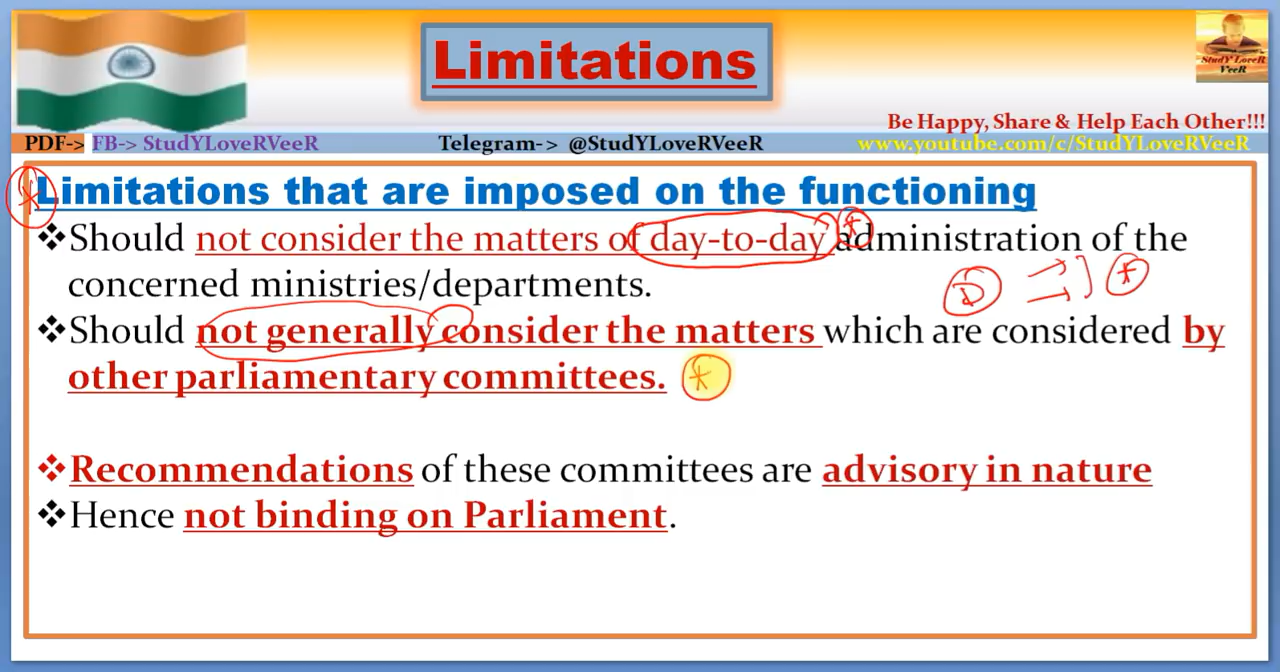 Limitations
StudY LoveR
VeeR
Be Happy, Share & Help Each Other!!!
PDF-> FB-> StudYLoveRVeeR Telegram-> @StudYLoveRVeeR www.youtube.com/c/StudYLoveRVeeR
Limitations that are imposed on the functioning
❖Should not consider the matters of day-to-day administration of the
concerned ministries/departments.
❖Should not generally consider the matters which are considered by
other parliamentary committees.
❖Recommendations of these committees are advisory in nature
❖Hence not binding on Parliament.